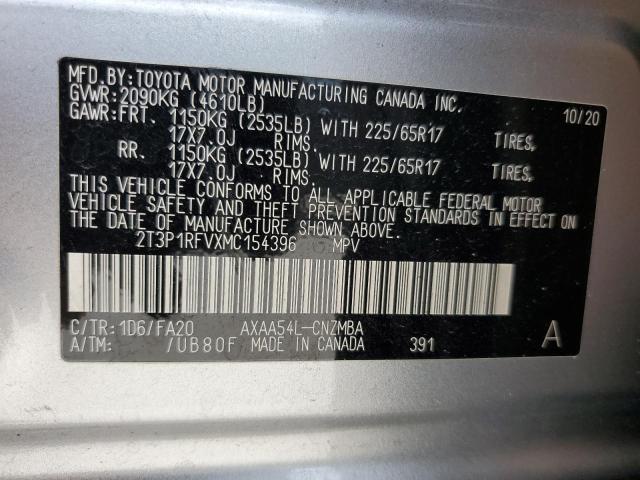 MFD.BY:TOYOTA MOTOR MANUFACTURING CANADA INC.
GVWR:2090KG (4610LB) 10/20
GAWR:FRT. 1150KG (2535LB) WITH 225/65R17 TIRES,
17X7.0J RIMS.
RR. 1150KG (2535LB) WITH 225/65R17 TIRES,
17X7.0J RIMS.
THIS VEHICLE CONFORMS TO ALL APPLICABLE FEDERAL MOTOR
VEHICLE SAFETY AND THEFT PREVENTION STANDARDS IN EFFECT ON
THE DATE OF MANUFACTURE SHOWN ABOVE.
2T3P1RFVXMC154396 MPV
C/TR:1D6/FA20 AXAA54L-CNZMBA
A/TM: /UB80F MADE IN CANADA 391 A